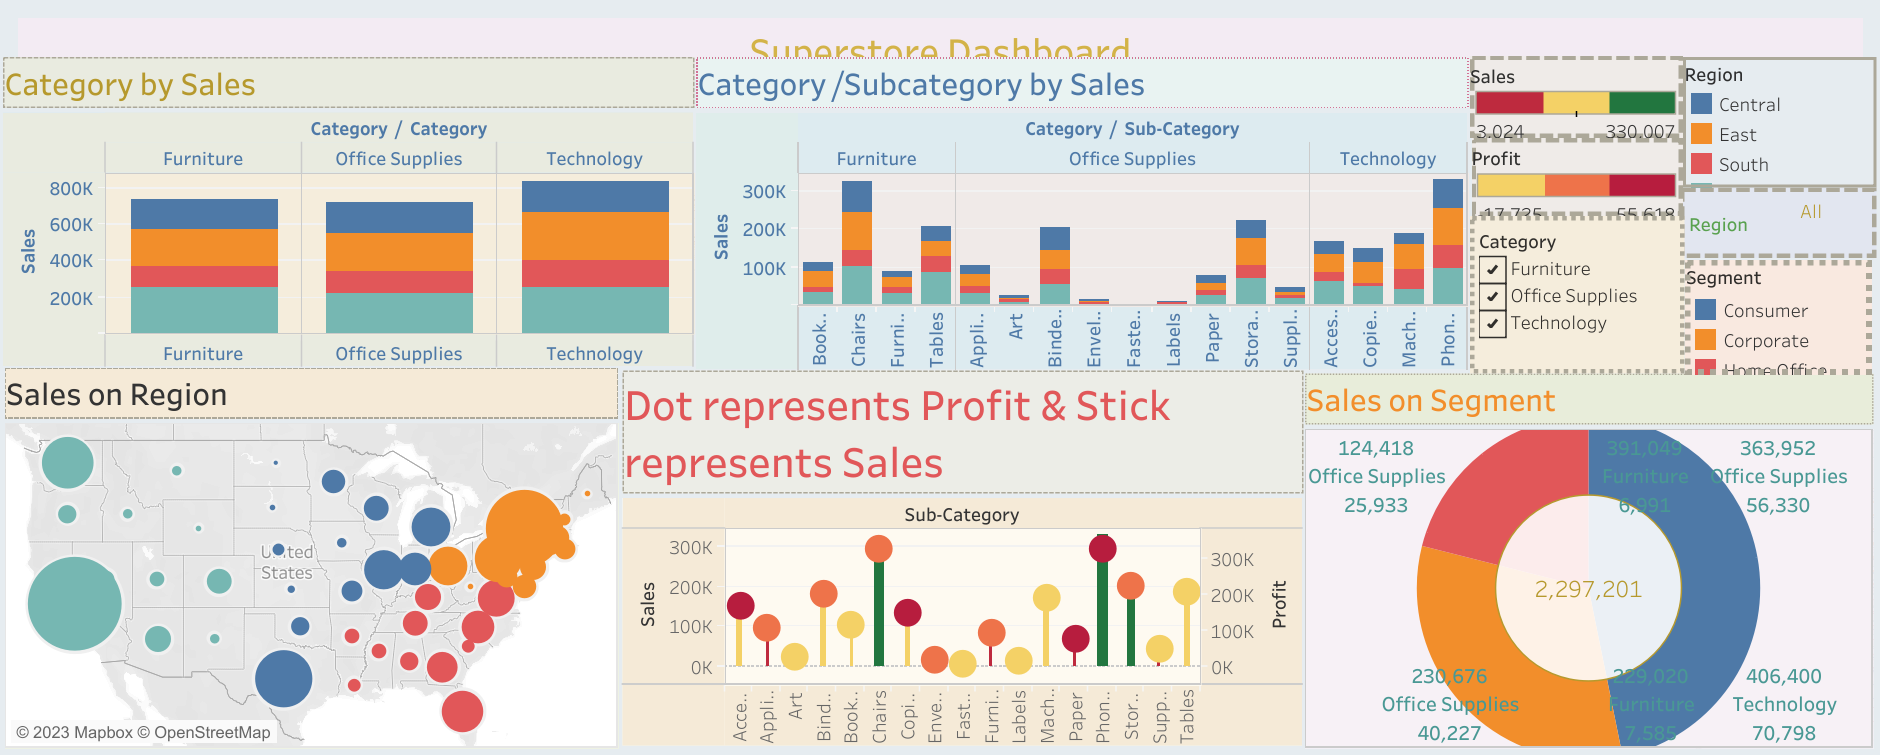 Superstore Dashboard
Category by Sales
Category / Category
Furniture
Office Supplies
Technology
Sales
800K
600K
400K
200K
Furniture
Office Supplies
Technology
Category /Subcategory by Sales
Category / Sub-Category
Furniture
Office Supplies
Technology
Sales
300K
200K
100K
Book..
Chairs
Furni..
Tables
Appli..
Art
Binde..
Envel..
Faste..
Labels
Paper
Stora..
Suppl..
Acces..
Copie..
Mach..
Phon..
Sales
3,024 330,007
Profit
-17,725 55,618
Category
Furniture
Office Supplies
Technology
Region
Central
East
South
Region All
Segment
Consumer
Corporate
Home Office
Sales on Region
United
States
© 2023 Mapbox © OpenStreetMap
Dot represents Profit & Stick
represents Sales
Sub-Category
Sales
300K
200K
100K
0K
300K
200K
100K
0K
Profit
Acce..
Appli..
Art
Bind..
Book..
Chairs
Copi..
Enve..
Fast..
Furni..
Labels
Mach..
Paper
Phon..
Stor..
Supp..
Tables
Sales on Segment
124,418
Office Supplies
25,933
391,049
Furniture
6,991
363,952
Office Supplies
56,330
2,297,201
230,676
Office Supplies
40,227
229,020
Furniture
7,585
406,400
Technology
70,798